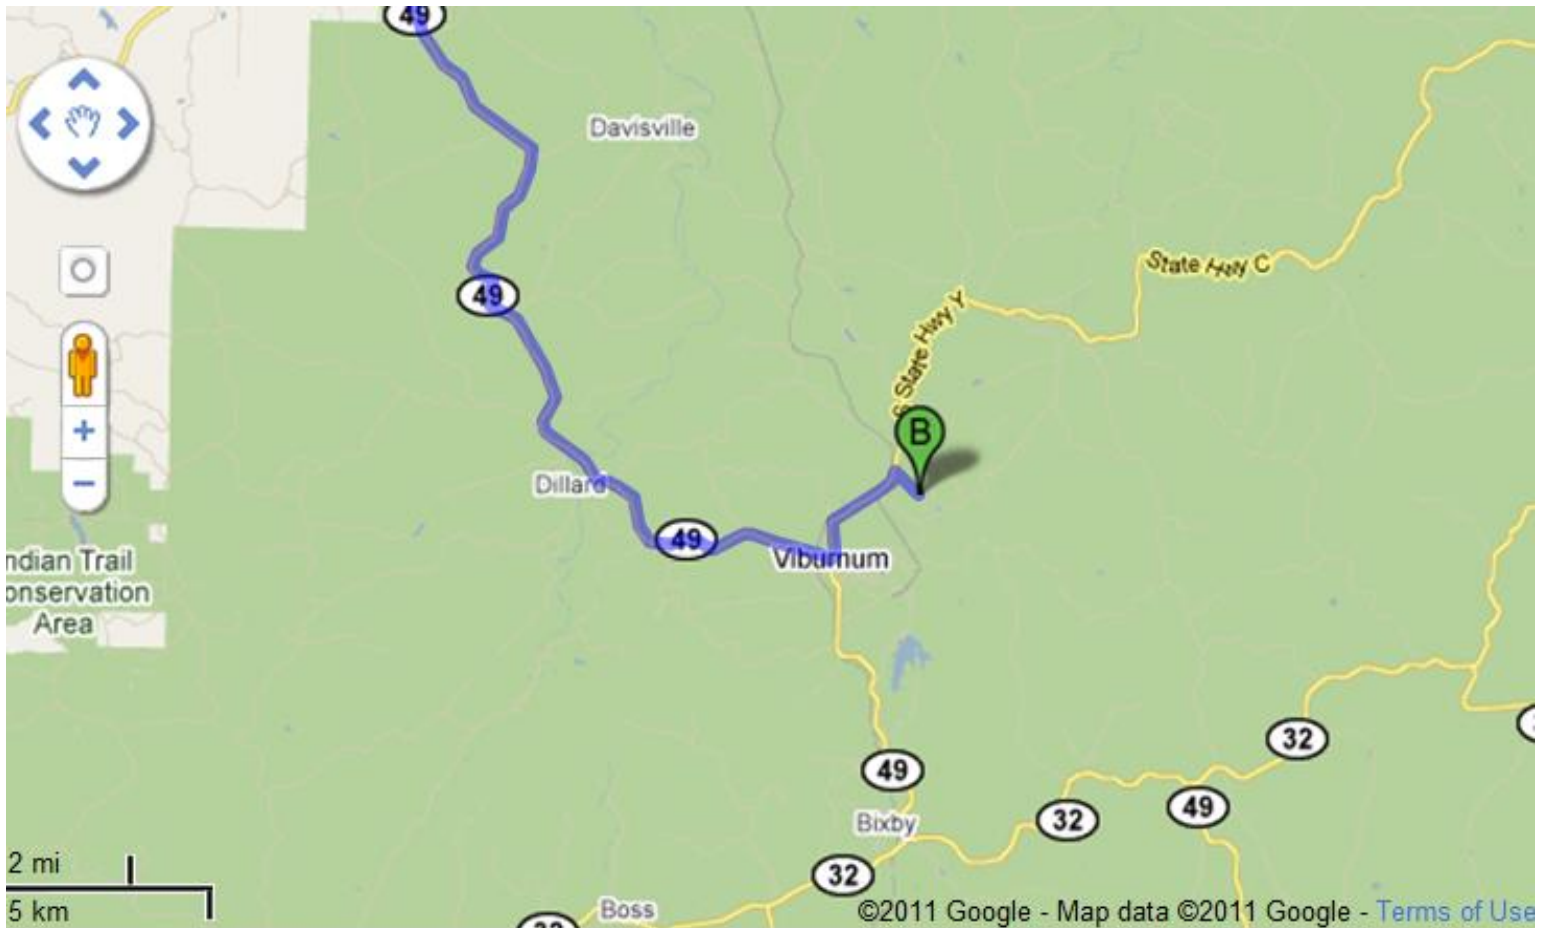 49
Davisville
State Hwy C
S State Hwy Y
49
B
Dillard
49
Viburnum
ndian Trail
onservation
Area
32
49
49
32
Bixby
2 mi
32
5 km
Boss
©2011 Google - Map data ©2011 Google - Terms of Use